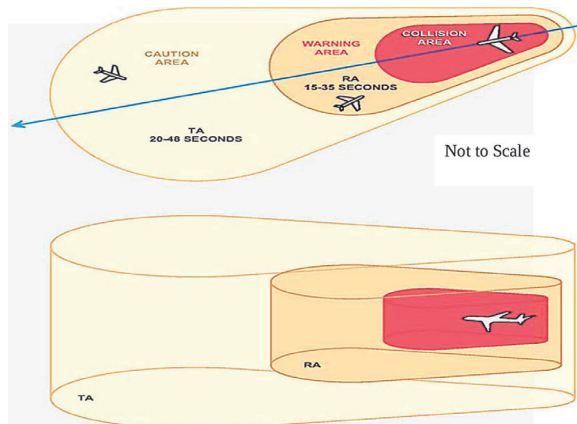 CAUTION
AREA
WARNING
AREA
COLLISION
AREA
RA
15-35 SECONDS
TA
20-48 SECONDS
Not to Scale
RA
TA